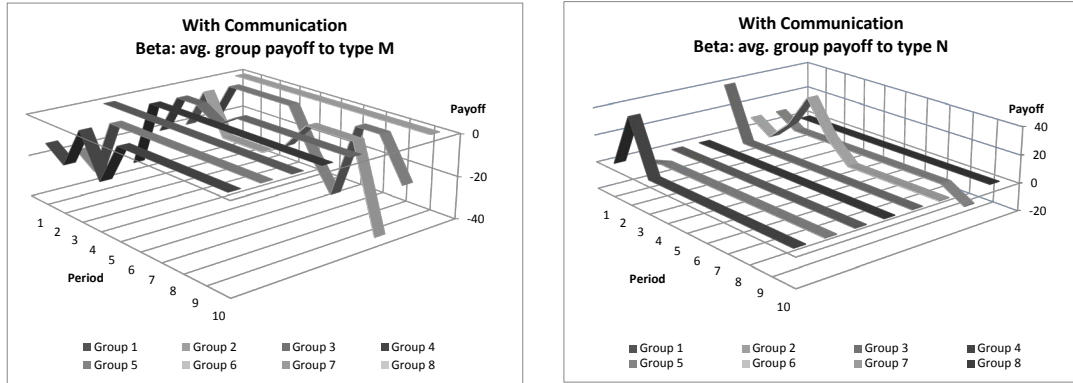 With Communication
Beta: avg. group payoff to type M
Payoff
0
-20
-40
1
2
3
4
5
6
7
8
9
10
Period
Group 1 Group 2 Group 3 Group 4
Group 5 Group 6 Group 7 Group 8
With Communication
Beta: avg. group payoff to type N
Payoff
40
20
0
-20
1
2
3
4
5
6
7
8
9
10
Period
Group 1 Group 2 Group 3 Group 4
Group 5 Group 6 Group 7 Group 8